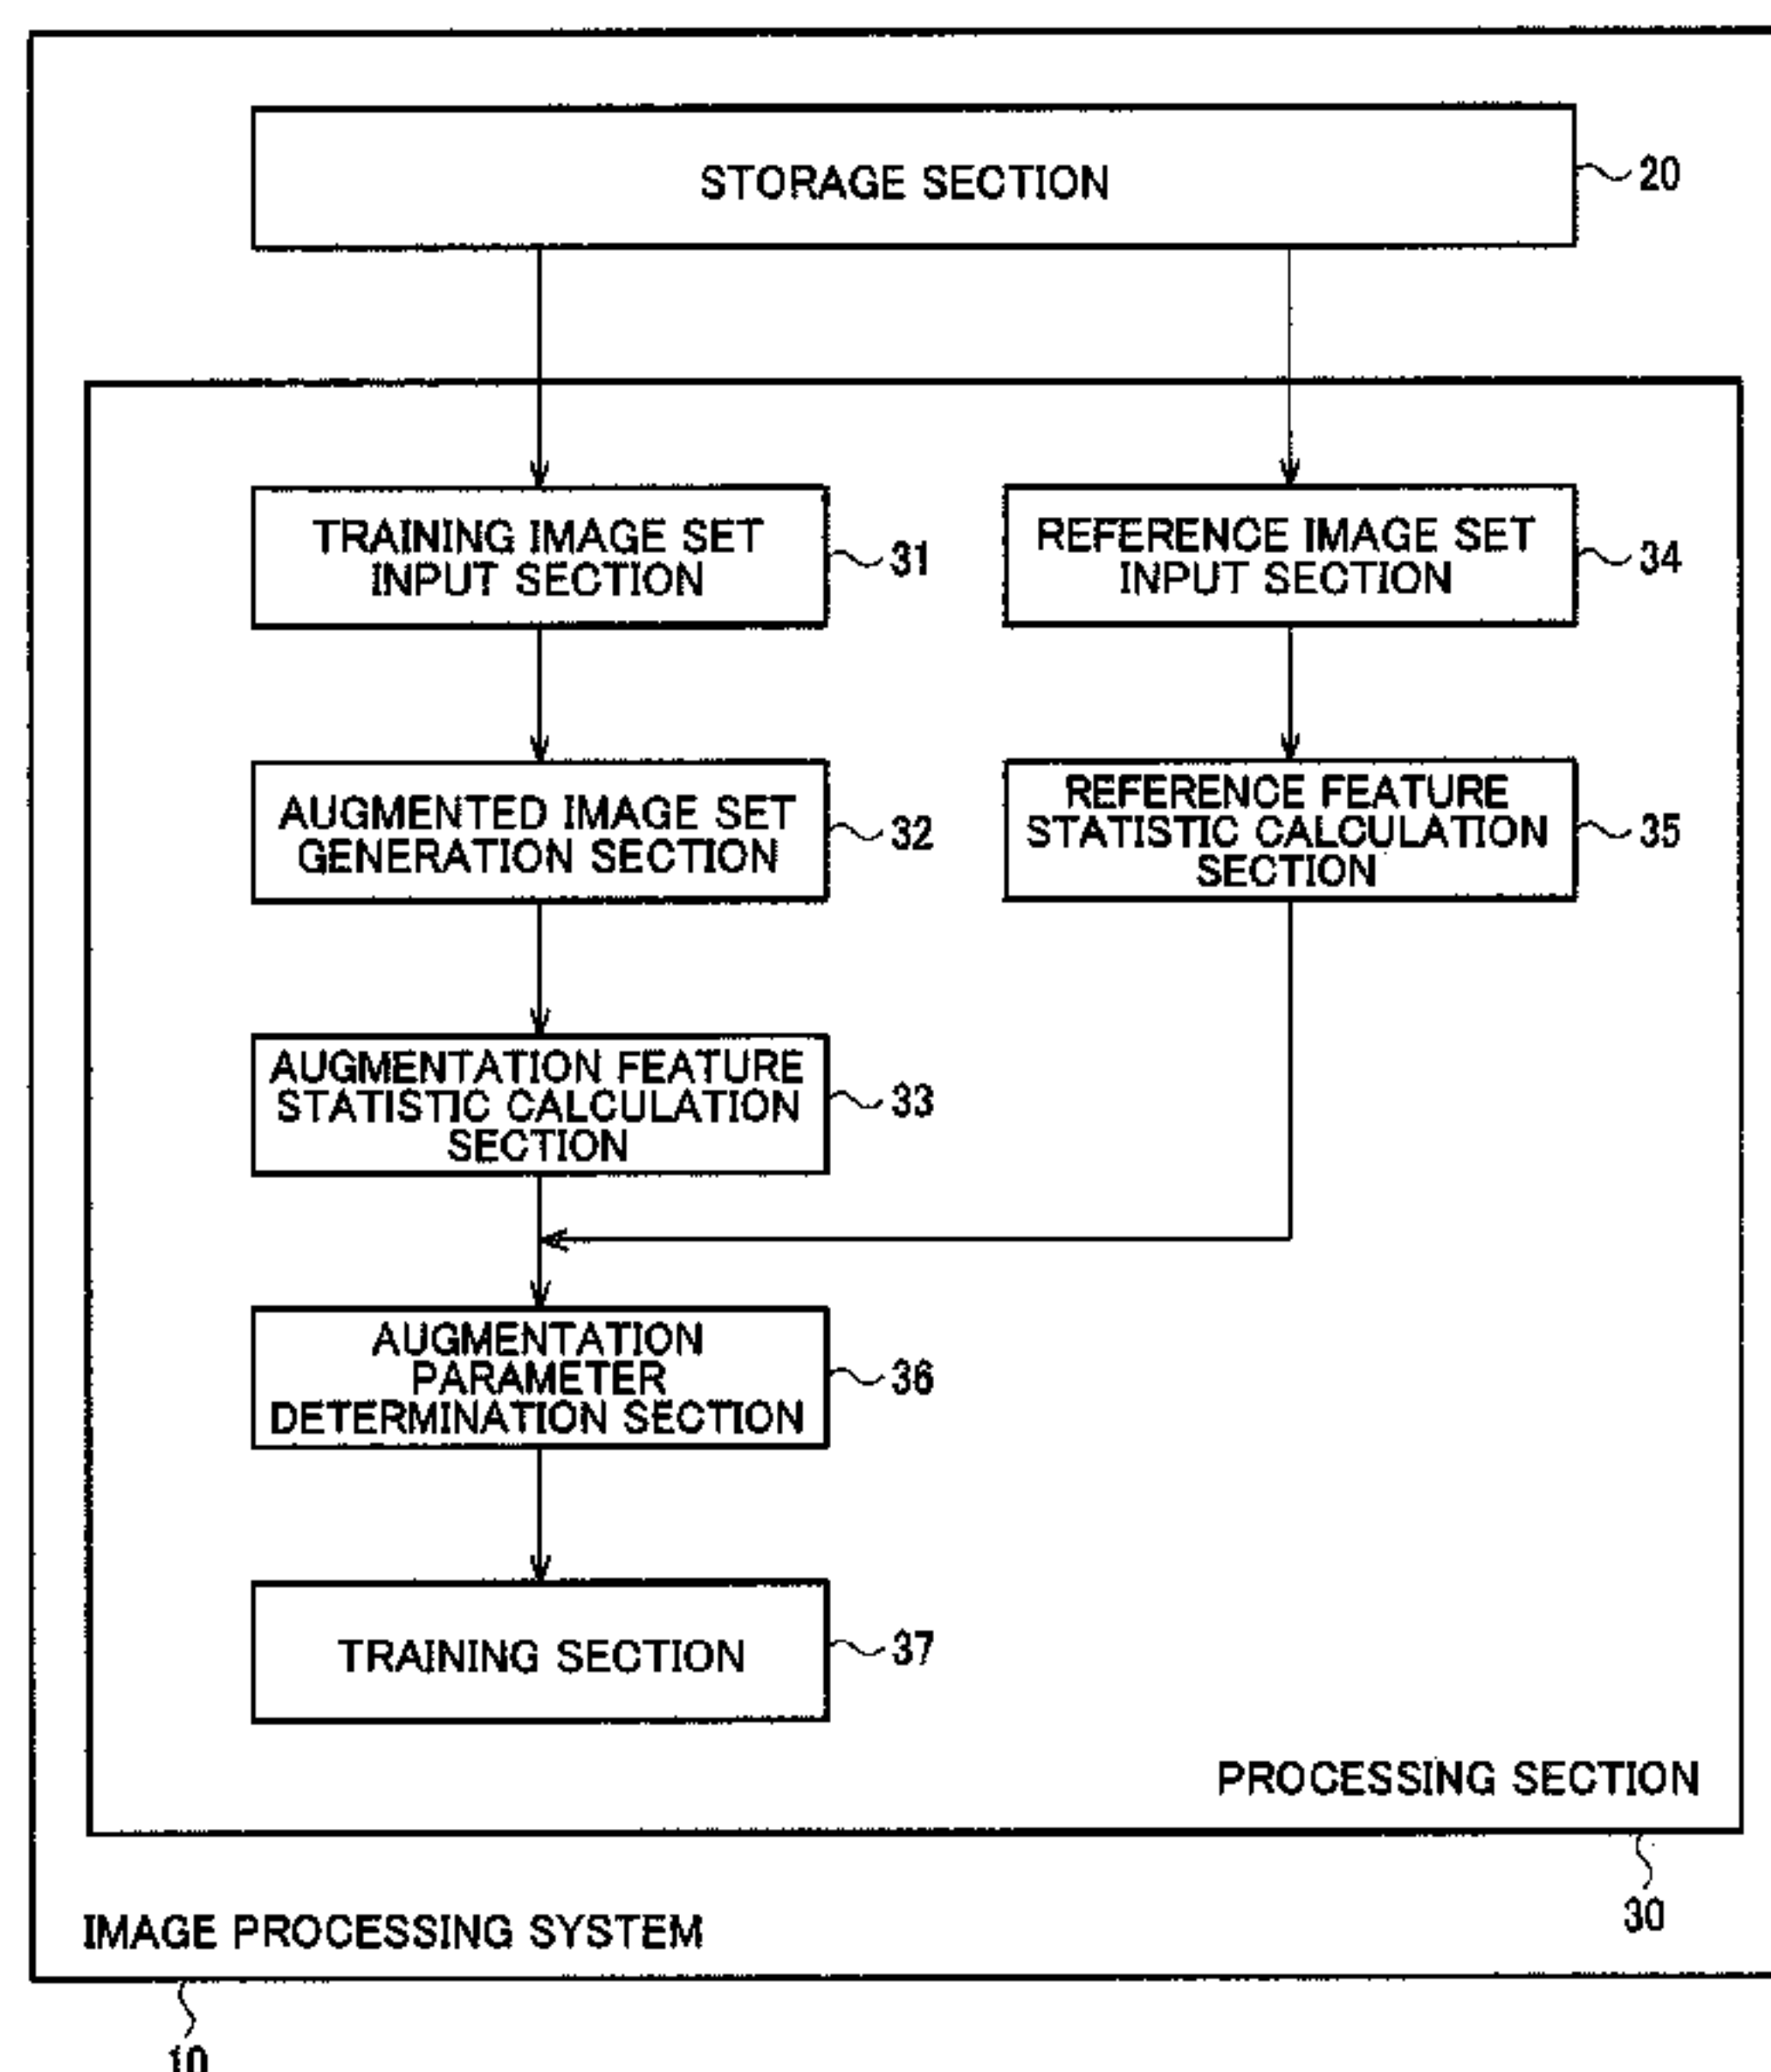 STORAGE SECTION
20
TRAINING IMAGE SET
INPUT SECTION
31
REFERENCE IMAGE SET
INPUT SECTION
34
AUGMENTED IMAGE SET
GENERATION SECTION
32
REFERENCE FEATURE
STATISTIC CALCULATION
SECTION
35
AUGMENTATION FEATURE
STATISTIC CALCULATION
SECTION
33
AUGMENTATION
PARAMETER
DETERMINATION SECTION
36
TRAINING SECTION
37
PROCESSING SECTION
30
IMAGE PROCESSING SYSTEM
10